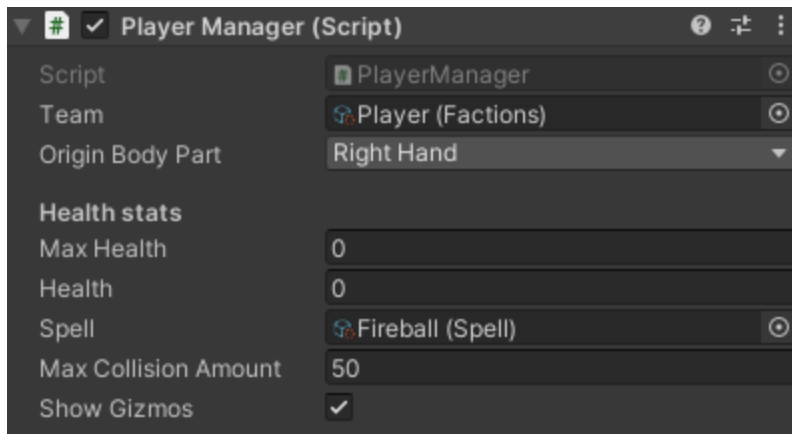 Player Manager (Script)
Script PlayerManager
Team Player (Factions)
Origin Body Part Right Hand
Health stats
Max Health 0
Health 0
Spell Fireball (Spell)
Max Collision Amount 50
Show Gizmos